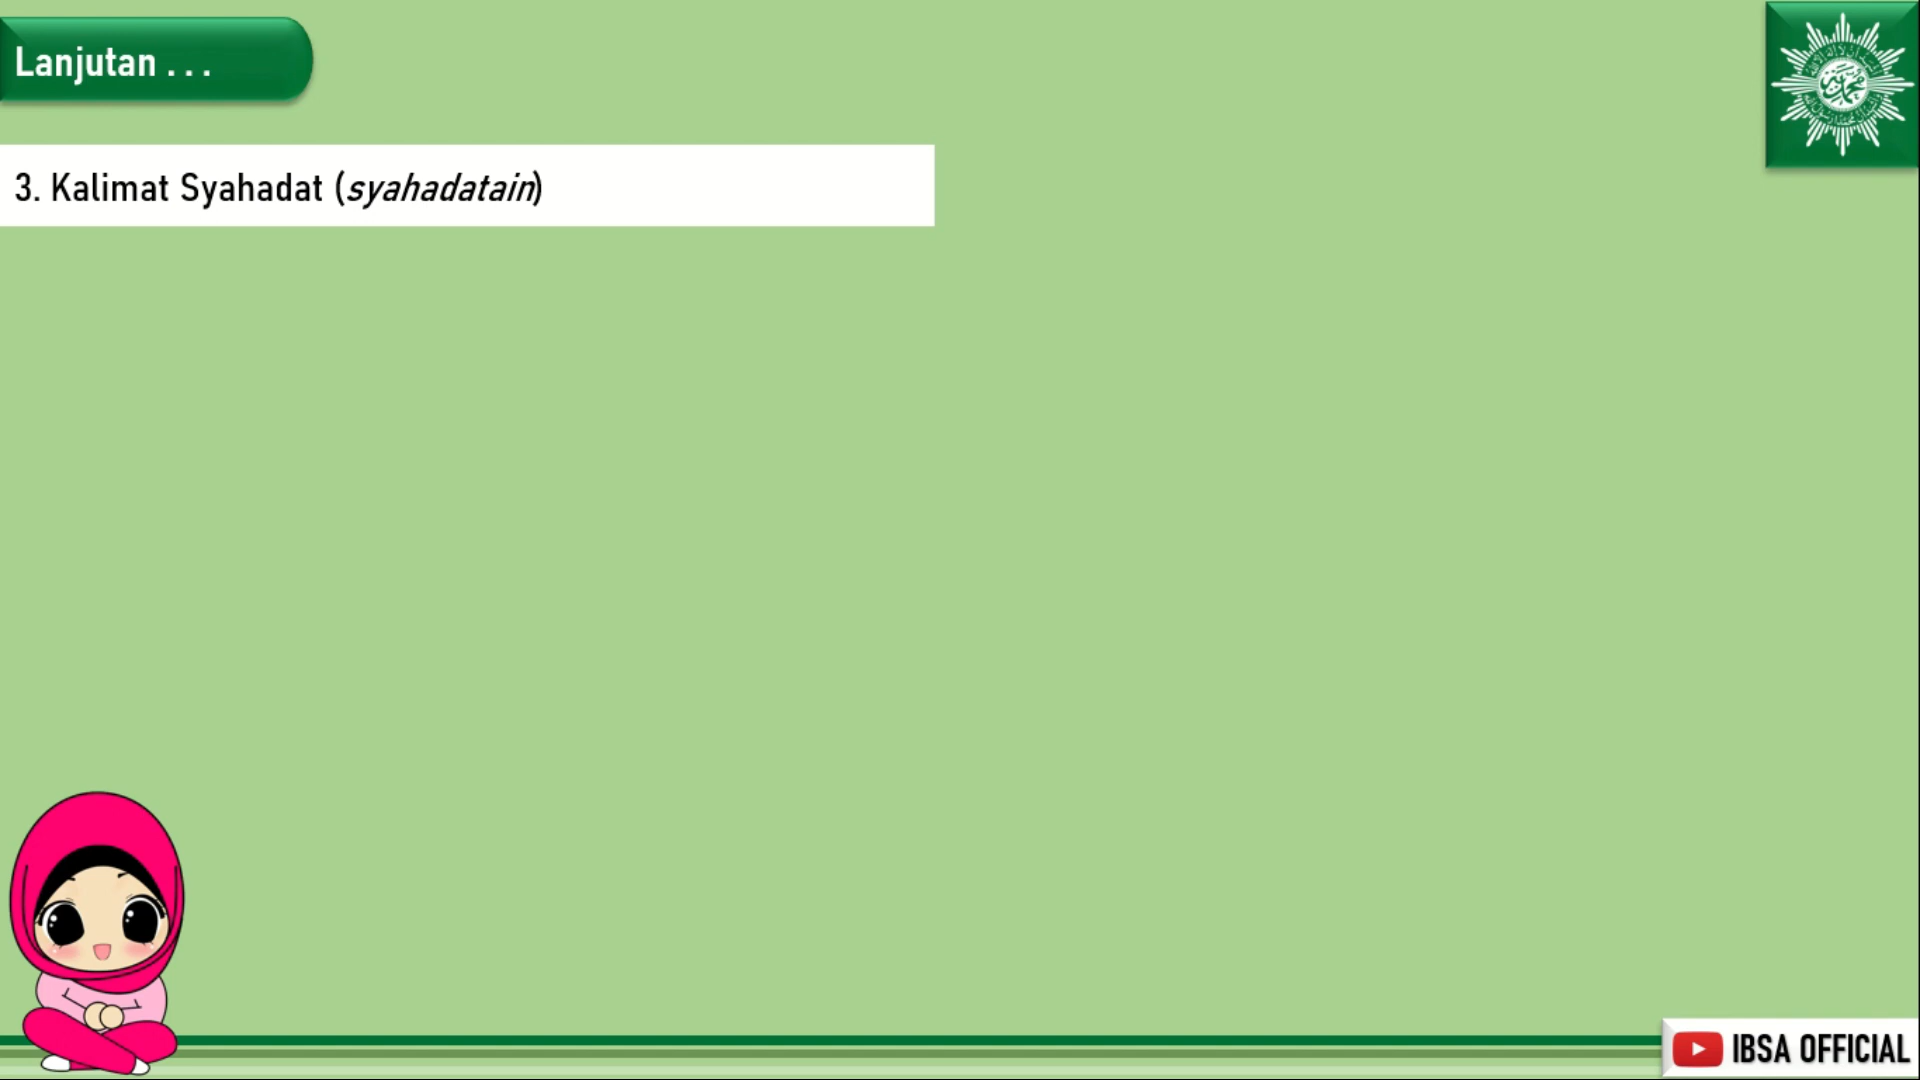 Lanjutan . . .
3. Kalimat Syahadat (syahadatain)
IBSA OFFICIAL